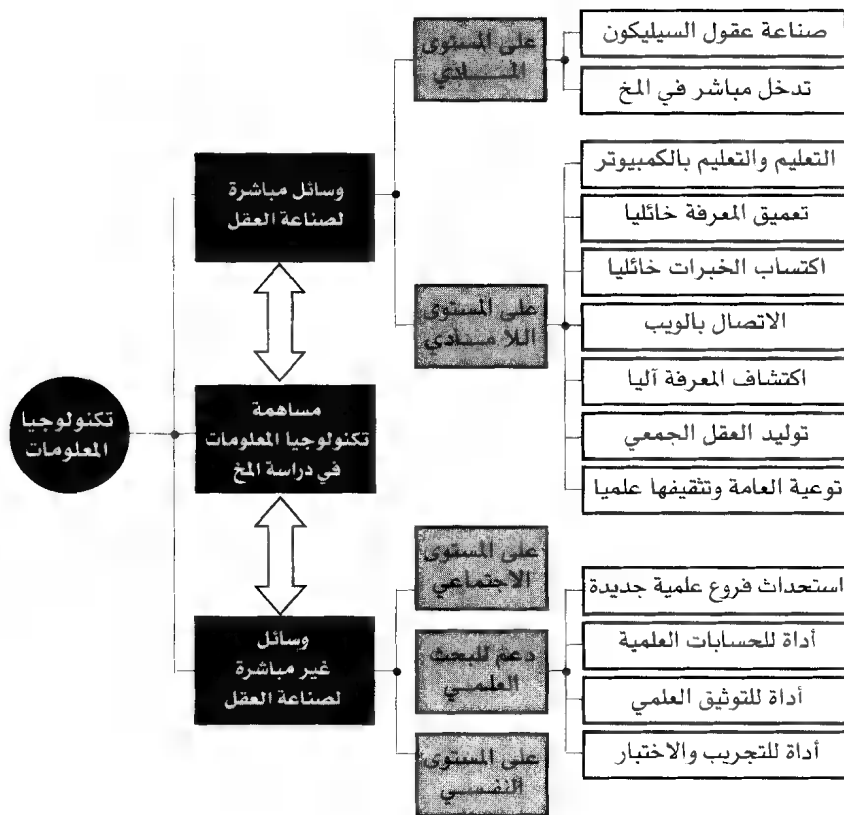 تكنولوجيا
المعلومات
وسائل مباشرة
لصناعة العقل
على المستوى
المادي
صناعة عقول السيليكون
تدخل مباشر في المخ
على المستوى
اللا مادي
التعليم والتعليم بالكمبيوتر
تعميق المعرفة خائليا
اكتساب الخبرات خائليا
الاتصال بالويب
اكتشاف المعرفة آليا
توليد العقل الجمعي
توعية العامة وتثقيفها علميا
مساهمة
تكنولوجيا المعلومات
في دراسة المخ
وسائل
غير مباشرة
لصناعة العقل
على المستوى
الاجتماعي
دعم للبحث
العلمي
استحداث فروع علمية جديدة
أداة للحسابات العلمية
أداة للتوثيق العلمي
أداة للتجريب والاختبار
على المستوى
النفسي